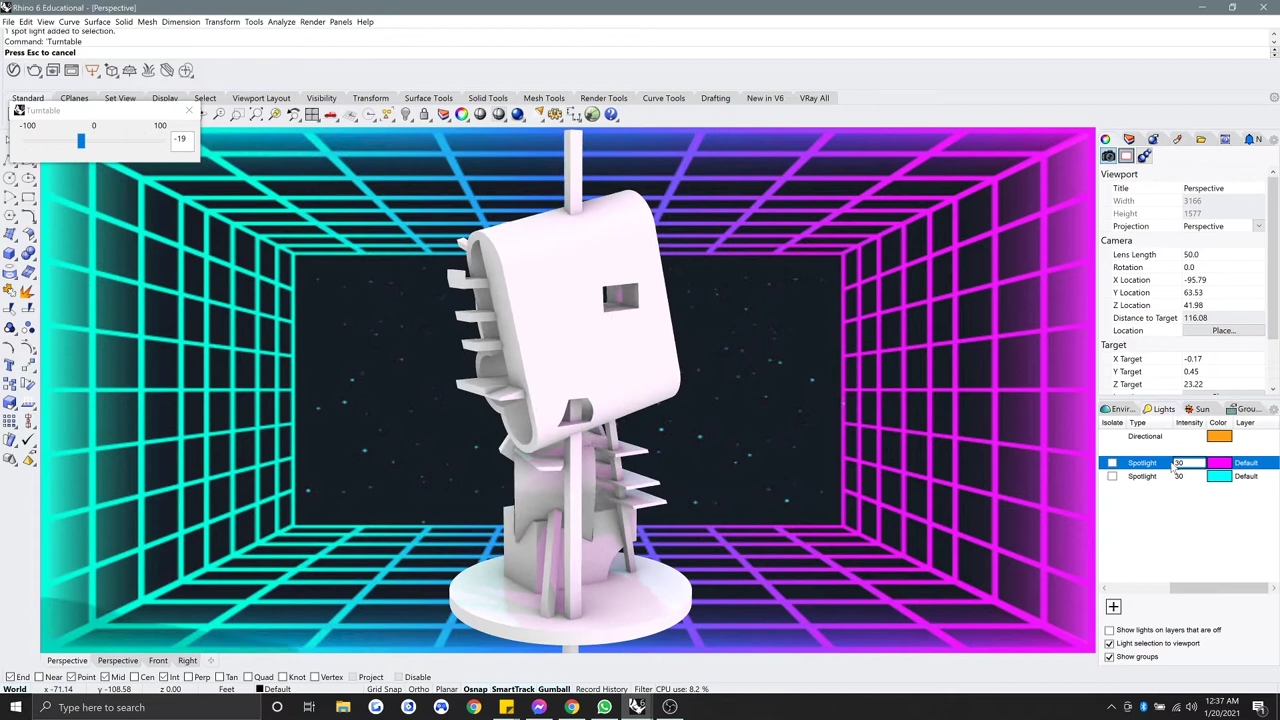 Rhino 6 Educational - [Perspective]
File Edit View Curve Surface Solid Mesh Dimension Transform Tools Analyze Render Panels Help
1 spot light added to selection.
Command: 'Turntable
Press Esc to cancel
Standard CPlanes Set View Display Select Viewport Layout Visibility Transform Surface Tools Solid Tools Mesh Tools Render Tools Curve Tools Drafting New in V6 VRay All
Turntable
-100 0 100
-19
Viewport
Title Perspective
Width 3166
Height 1577
Projection Perspective
Camera
Lens Length 50.0
Rotation 0.0
X Location -95.79
Y Location 63.53
Z Location 41.98
Distance to Target 116.08
Location Place...
Target
X Target -0.17
Y Target 0.45
Z Target 23.22
Envir... Lights Sun Grou...
Isolate Type Intensity Color Layer
Directional
Spotlight 30 Default
Spotlight 30 Default
Show lights on layers that are off
Light selection to viewport
Show groups
Perspective Perspective Front Right
End Near Point Mid Cen Int Perp Tan Quad Knot Vertex Project Disable
World x -71.14 y -108.58 z 0.00 Feet Default Grid Snap Ortho Planar Osnap SmartTrack Gumball Record History Filter CPU use: 8.2 %
Type here to search
12:37 AM
1/20/2021